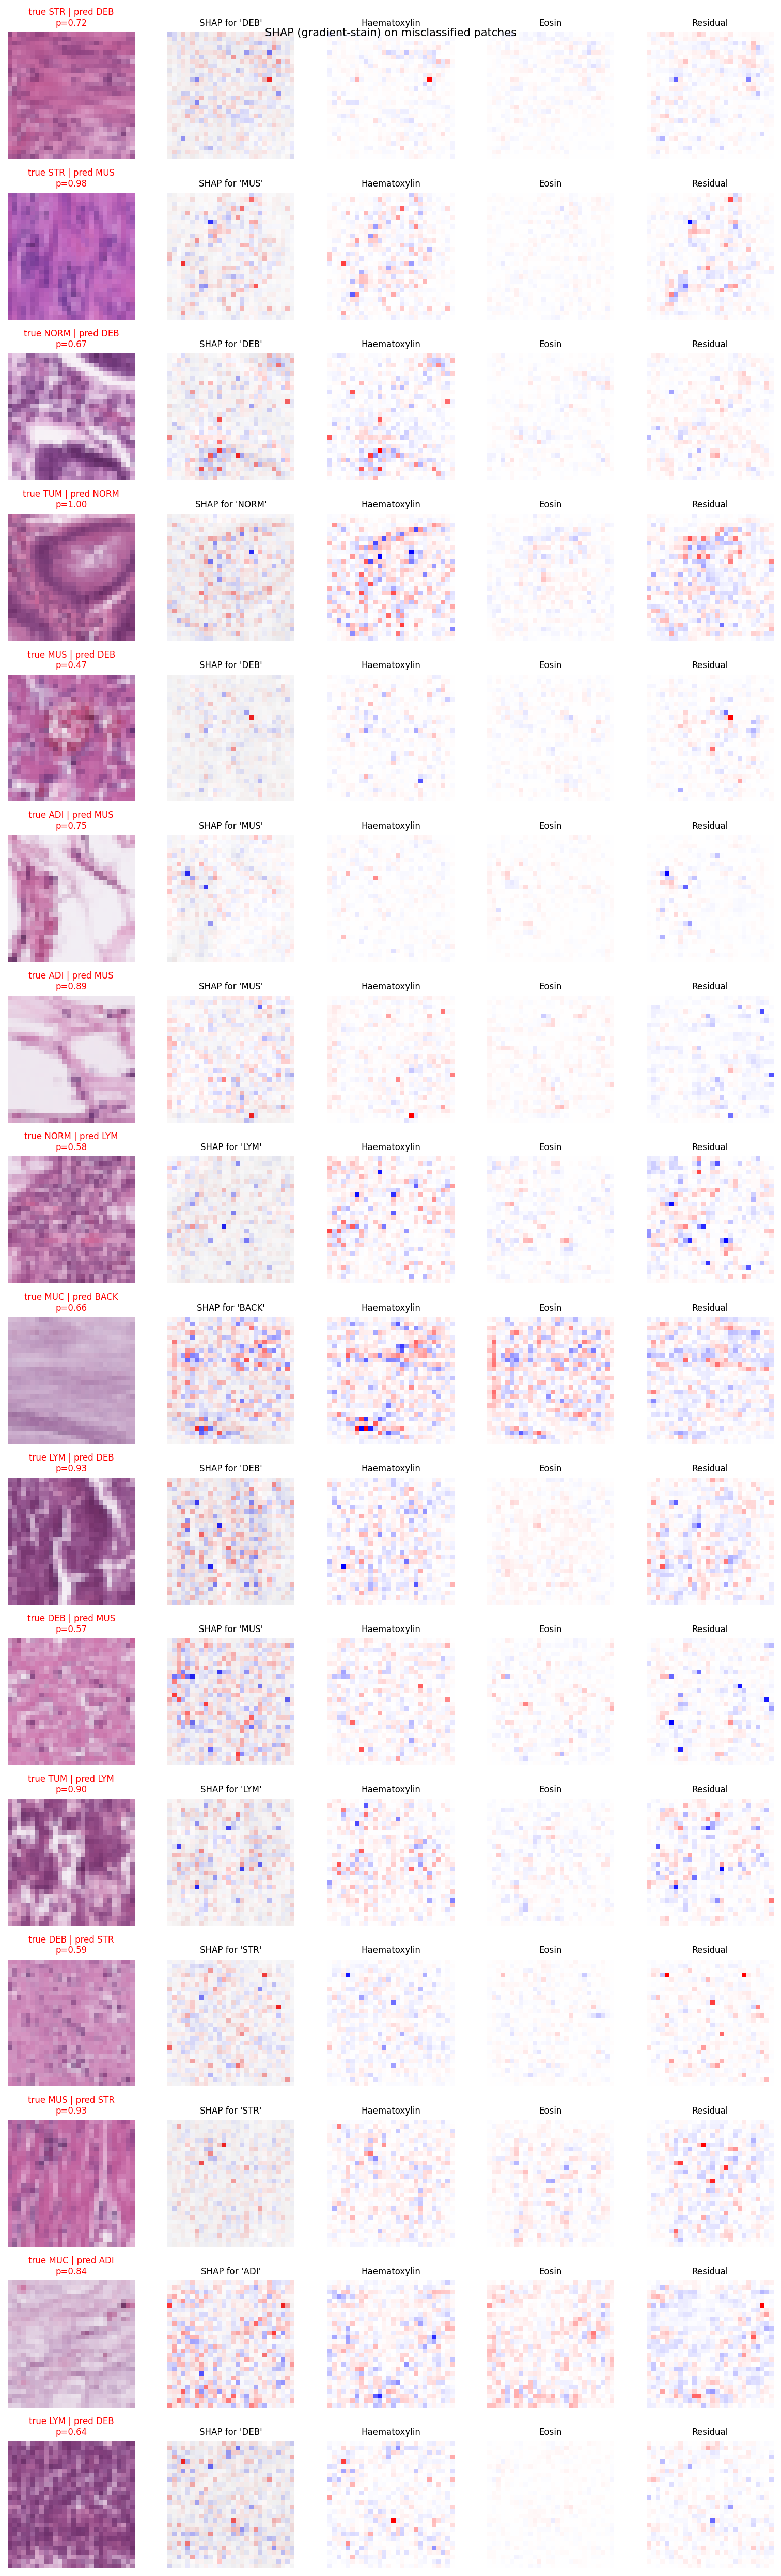 SHAP (gradient-stain) on misclassified patches
true STR | pred DEB
p=0.72
SHAP for 'DEB'
Haematoxylin
Eosin
Residual
true STR | pred MUS
p=0.98
SHAP for 'MUS'
Haematoxylin
Eosin
Residual
true NORM | pred DEB
p=0.67
SHAP for 'DEB'
Haematoxylin
Eosin
Residual
true TUM | pred NORM
p=1.00
SHAP for 'NORM'
Haematoxylin
Eosin
Residual
true MUS | pred DEB
p=0.47
SHAP for 'DEB'
Haematoxylin
Eosin
Residual
true ADI | pred MUS
p=0.75
SHAP for 'MUS'
Haematoxylin
Eosin
Residual
true ADI | pred MUS
p=0.89
SHAP for 'MUS'
Haematoxylin
Eosin
Residual
true NORM | pred LYM
p=0.58
SHAP for 'LYM'
Haematoxylin
Eosin
Residual
true MUC | pred BACK
p=0.66
SHAP for 'BACK'
Haematoxylin
Eosin
Residual
true LYM | pred DEB
p=0.93
SHAP for 'DEB'
Haematoxylin
Eosin
Residual
true DEB | pred MUS
p=0.57
SHAP for 'MUS'
Haematoxylin
Eosin
Residual
true TUM | pred LYM
p=0.90
SHAP for 'LYM'
Haematoxylin
Eosin
Residual
true DEB | pred STR
p=0.59
SHAP for 'STR'
Haematoxylin
Eosin
Residual
true MUS | pred STR
p=0.93
SHAP for 'STR'
Haematoxylin
Eosin
Residual
true MUC | pred ADI
p=0.84
SHAP for 'ADI'
Haematoxylin
Eosin
Residual
true LYM | pred DEB
p=0.64
SHAP for 'DEB'
Haematoxylin
Eosin
Residual